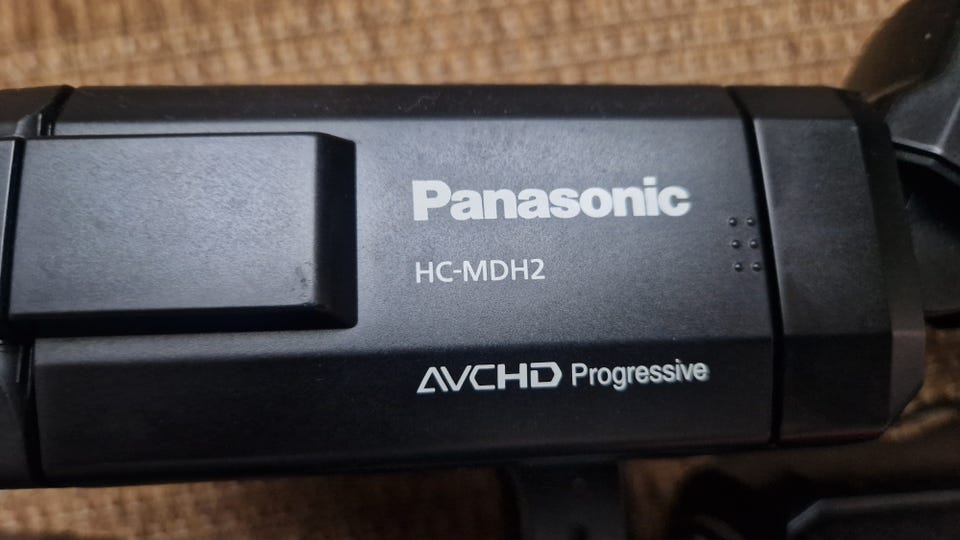 Panasonic
HC-MDH2
AVCHD Progressive